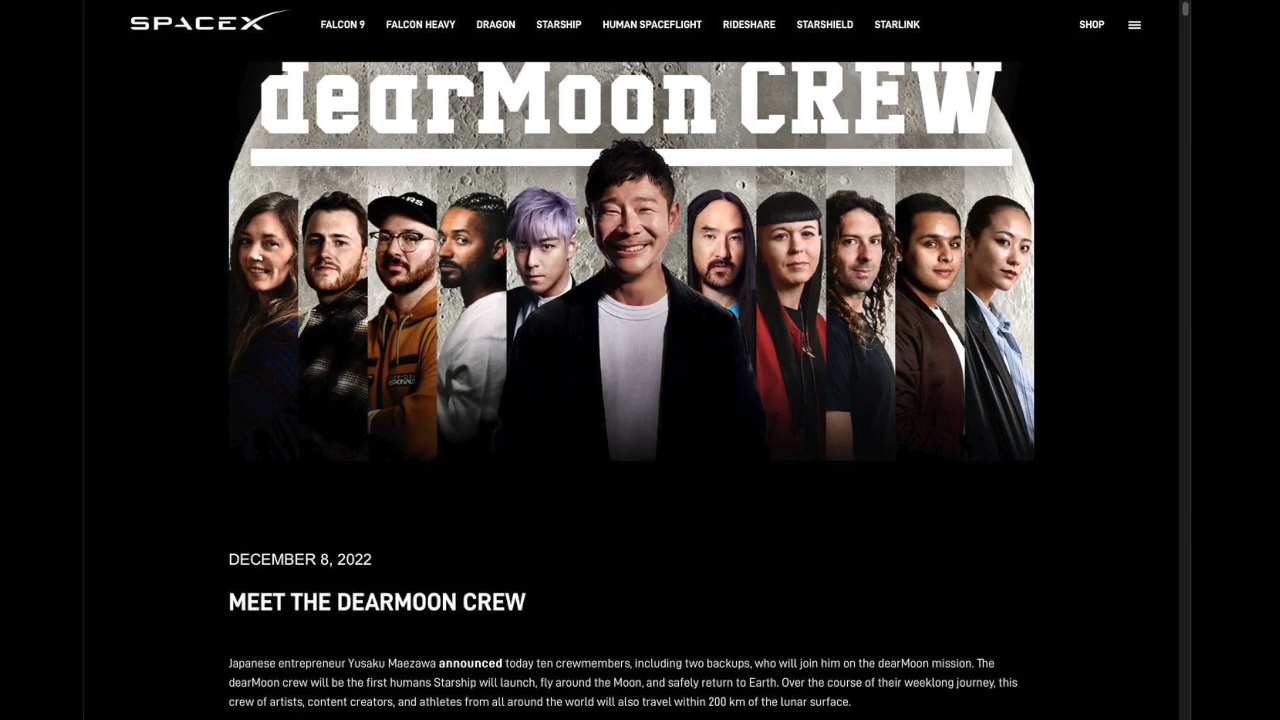 SPACEX FALCON 9 FALCON HEAVY DRAGON STARSHIP HUMAN SPACEFLIGHT RIDESHARE STARSHIELD STARLINK SHOP
dearMoon CREW
DECEMBER 8, 2022
MEET THE DEARMOON CREW
Japanese entrepreneur Yusaku Maezawa announced today ten crewmembers, including two backups, who will join him on the dearMoon mission. The
dearMoon crew will be the first humans Starship will launch, fly around the Moon, and safely return to Earth. Over the course of their weeklong journey, this
crew of artists, content creators, and athletes from all around the world will also travel within 200 km of the lunar surface.